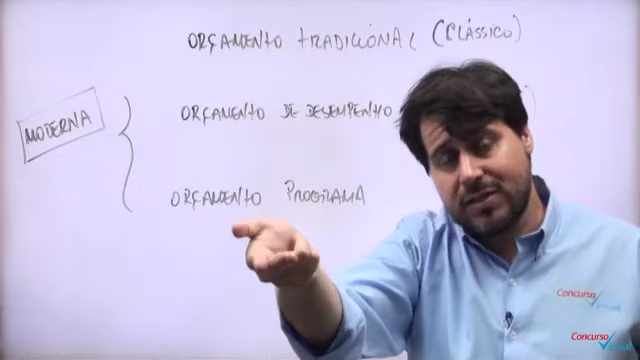 ORÇAMENTO TRADICIONAL (CLÁSSICO)
ORÇAMENTO DE DESEMPENHO )
MODERNA
ORÇAMENTO PROGRAMA
Concurso
Concurso